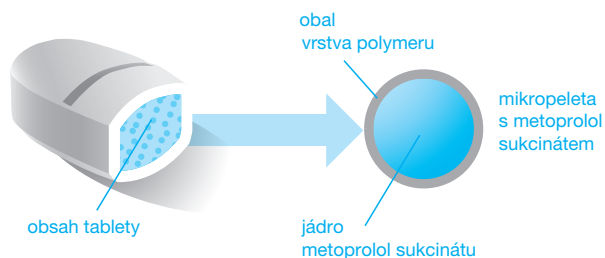 obal
vrstva polymeru
mikropeleta
s metoprolol
sukcinátem
obsah tablety
jádro
metoprolol sukcinátu